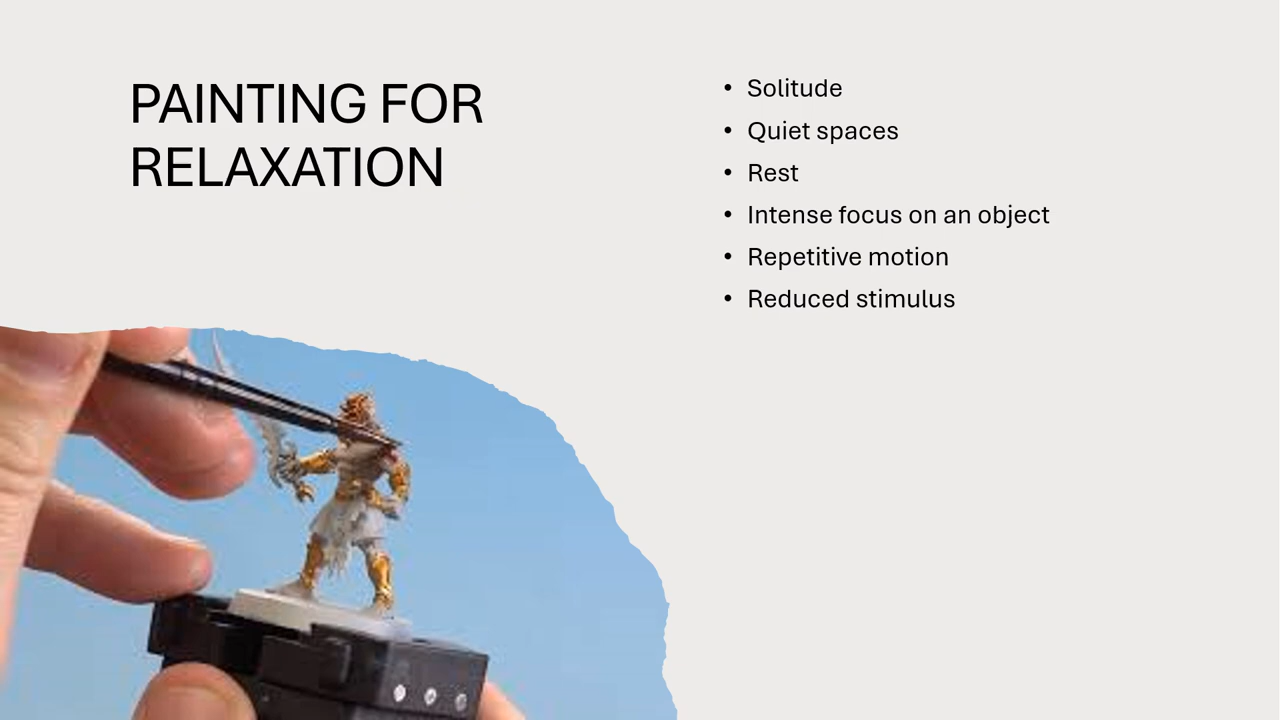 PAINTING FOR
RELAXATION
• Solitude
• Quiet spaces
• Rest
• Intense focus on an object
• Repetitive motion
• Reduced stimulus